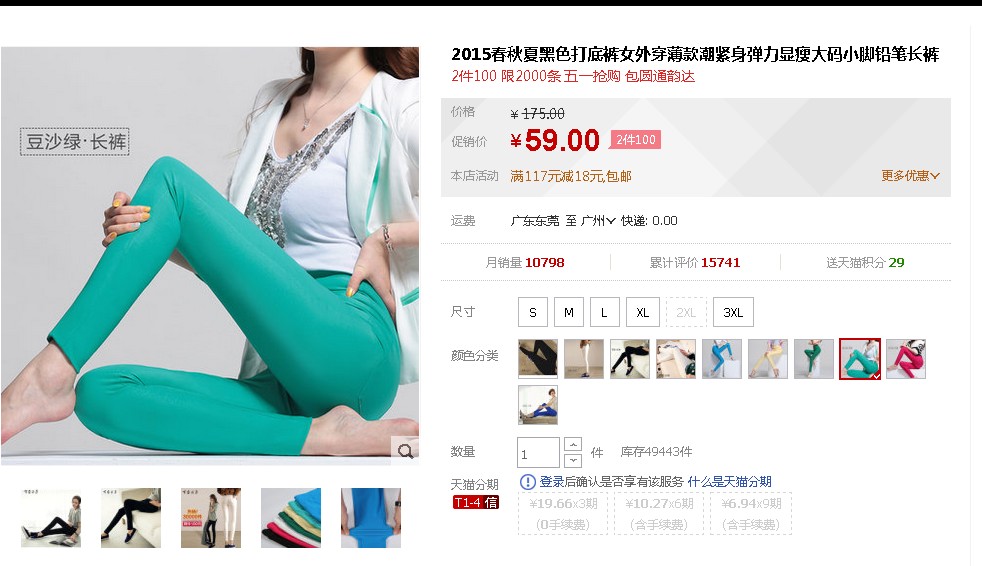 2015春秋夏黑色打底裤女外穿薄款潮紧身弹力显瘦大码小脚铅笔长裤
2件100 限2000条 五一抢购 包圆通韵达
豆沙绿·长裤
价格 ¥ 175.00
促销价 ¥ 59.00 2件100
本店活动 满117元减18元,包邮 更多优惠
运费 广东东莞 至 广州 快递: 0.00
月销量 10798 累计评价 15741 送天猫积分 29
尺寸 S M L XL 2XL 3XL
颜色分类
数量 1 件 库存49443件
天猫分期 登录后确认是否享有该服务 什么是天猫分期
T1-4 信
¥19.66x3期 ¥10.27x6期 ¥6.94x9期
(0手续费) (含手续费) (含手续费)